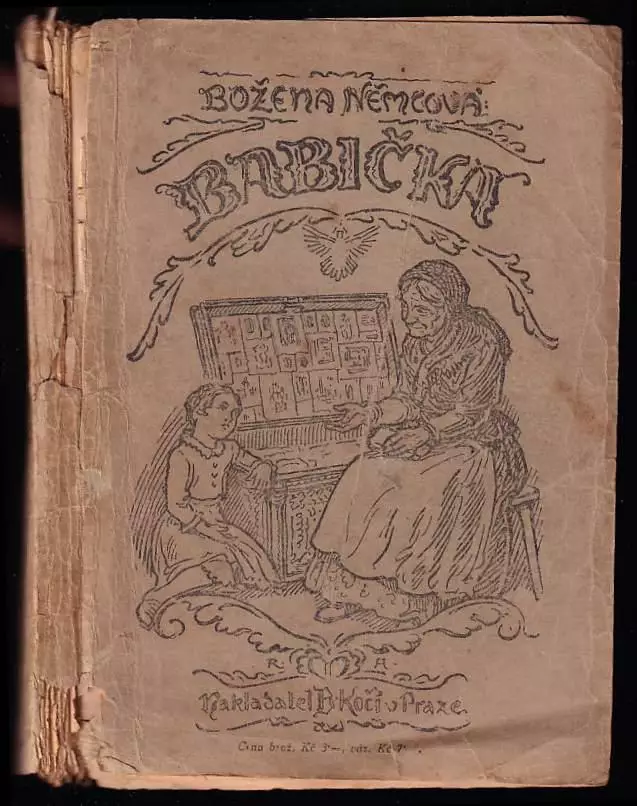 BOŽENA NĚMCOVÁ:
BABIČKA
R A
Nakladatel B. Kočí v Praze.
Cena brož. Kč 3·—, váz. Kč 7·